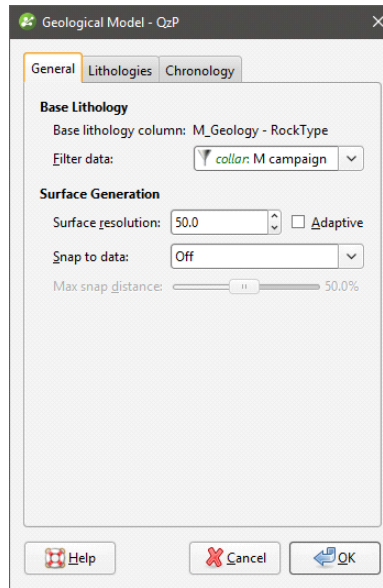 Geological Model - QzP
General Lithologies Chronology
Base Lithology
Base lithology column: M_Geology - RockType
Filter data: collar: M campaign
Surface Generation
Surface resolution: 50.0 Adaptive
Snap to data: Off
Max snap distance: 50.0%
Help Cancel OK